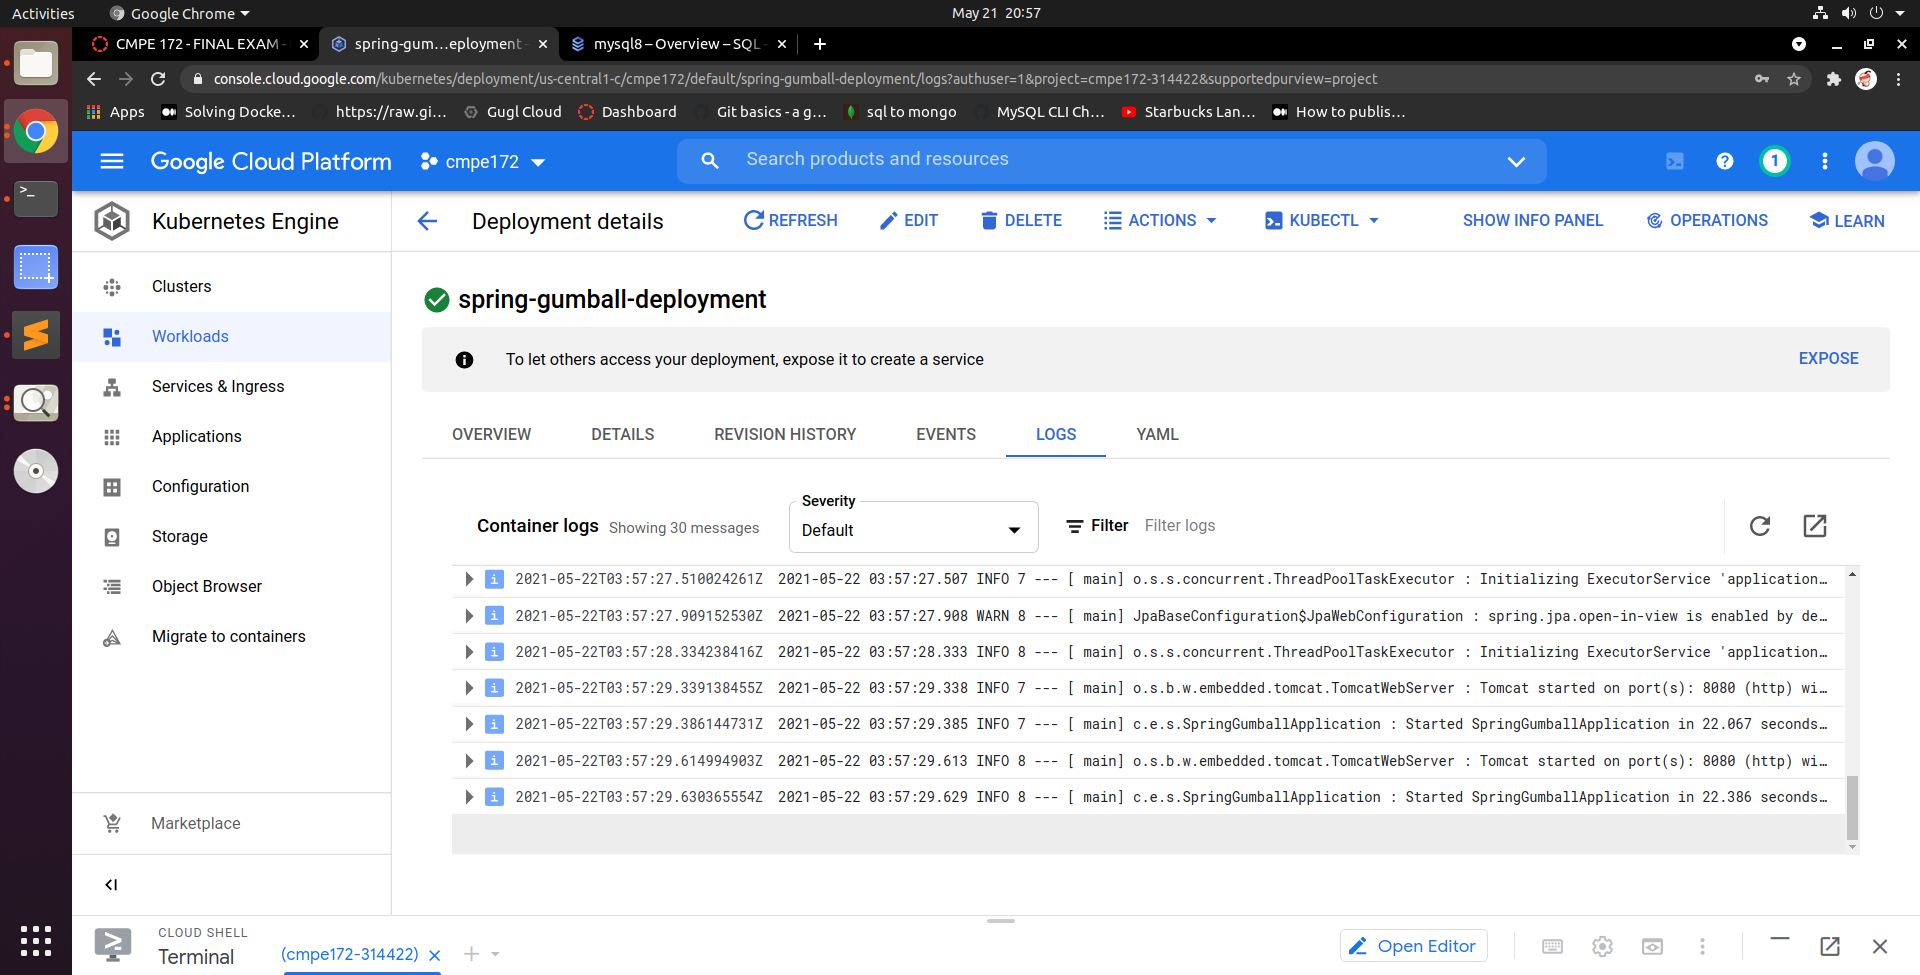 Activities
Google Chrome
May 21 20:57
CMPE 172 - FINAL EXAM -
spring-gum…eployment -
mysql8 – Overview – SQL -
console.cloud.google.com/kubernetes/deployment/us-central1-c/cmpe172/default/spring-gumball-deployment/logs?authuser=1&project=cmpe172-314422&supportedpurview=project
Apps
Solving Docke…
https://raw.gi…
Gugl Cloud
Dashboard
Git basics - a g…
sql to mongo
MySQL CLI Ch…
Starbucks Lan…
How to publis…
Google Cloud Platform
cmpe172
Search products and resources
1
Kubernetes Engine
Deployment details
REFRESH
EDIT
DELETE
ACTIONS
KUBECTL
SHOW INFO PANEL
OPERATIONS
LEARN
Clusters
Workloads
Services & Ingress
Applications
Configuration
Storage
Object Browser
Migrate to containers
Marketplace
spring-gumball-deployment
To let others access your deployment, expose it to create a service
EXPOSE
OVERVIEW
DETAILS
REVISION HISTORY
EVENTS
LOGS
YAML
Container logs
Showing 30 messages
Severity
Default
Filter
Filter logs
i 2021-05-22T03:57:27.510024261Z 2021-05-22 03:57:27.507 INFO 7 --- [ main] o.s.s.concurrent.ThreadPoolTaskExecutor : Initializing ExecutorService 'application…
i 2021-05-22T03:57:27.909152530Z 2021-05-22 03:57:27.908 WARN 8 --- [ main] JpaBaseConfiguration$JpaWebConfiguration : spring.jpa.open-in-view is enabled by de…
i 2021-05-22T03:57:28.334238416Z 2021-05-22 03:57:28.333 INFO 8 --- [ main] o.s.s.concurrent.ThreadPoolTaskExecutor : Initializing ExecutorService 'application…
i 2021-05-22T03:57:29.339138455Z 2021-05-22 03:57:29.338 INFO 7 --- [ main] o.s.b.w.embedded.tomcat.TomcatWebServer : Tomcat started on port(s): 8080 (http) wi…
i 2021-05-22T03:57:29.386144731Z 2021-05-22 03:57:29.385 INFO 7 --- [ main] c.e.s.SpringGumballApplication : Started SpringGumballApplication in 22.067 seconds…
i 2021-05-22T03:57:29.614994903Z 2021-05-22 03:57:29.613 INFO 8 --- [ main] o.s.b.w.embedded.tomcat.TomcatWebServer : Tomcat started on port(s): 8080 (http) wi…
i 2021-05-22T03:57:29.630365554Z 2021-05-22 03:57:29.629 INFO 8 --- [ main] c.e.s.SpringGumballApplication : Started SpringGumballApplication in 22.386 seconds…
CLOUD SHELL
Terminal
(cmpe172-314422)
Open Editor